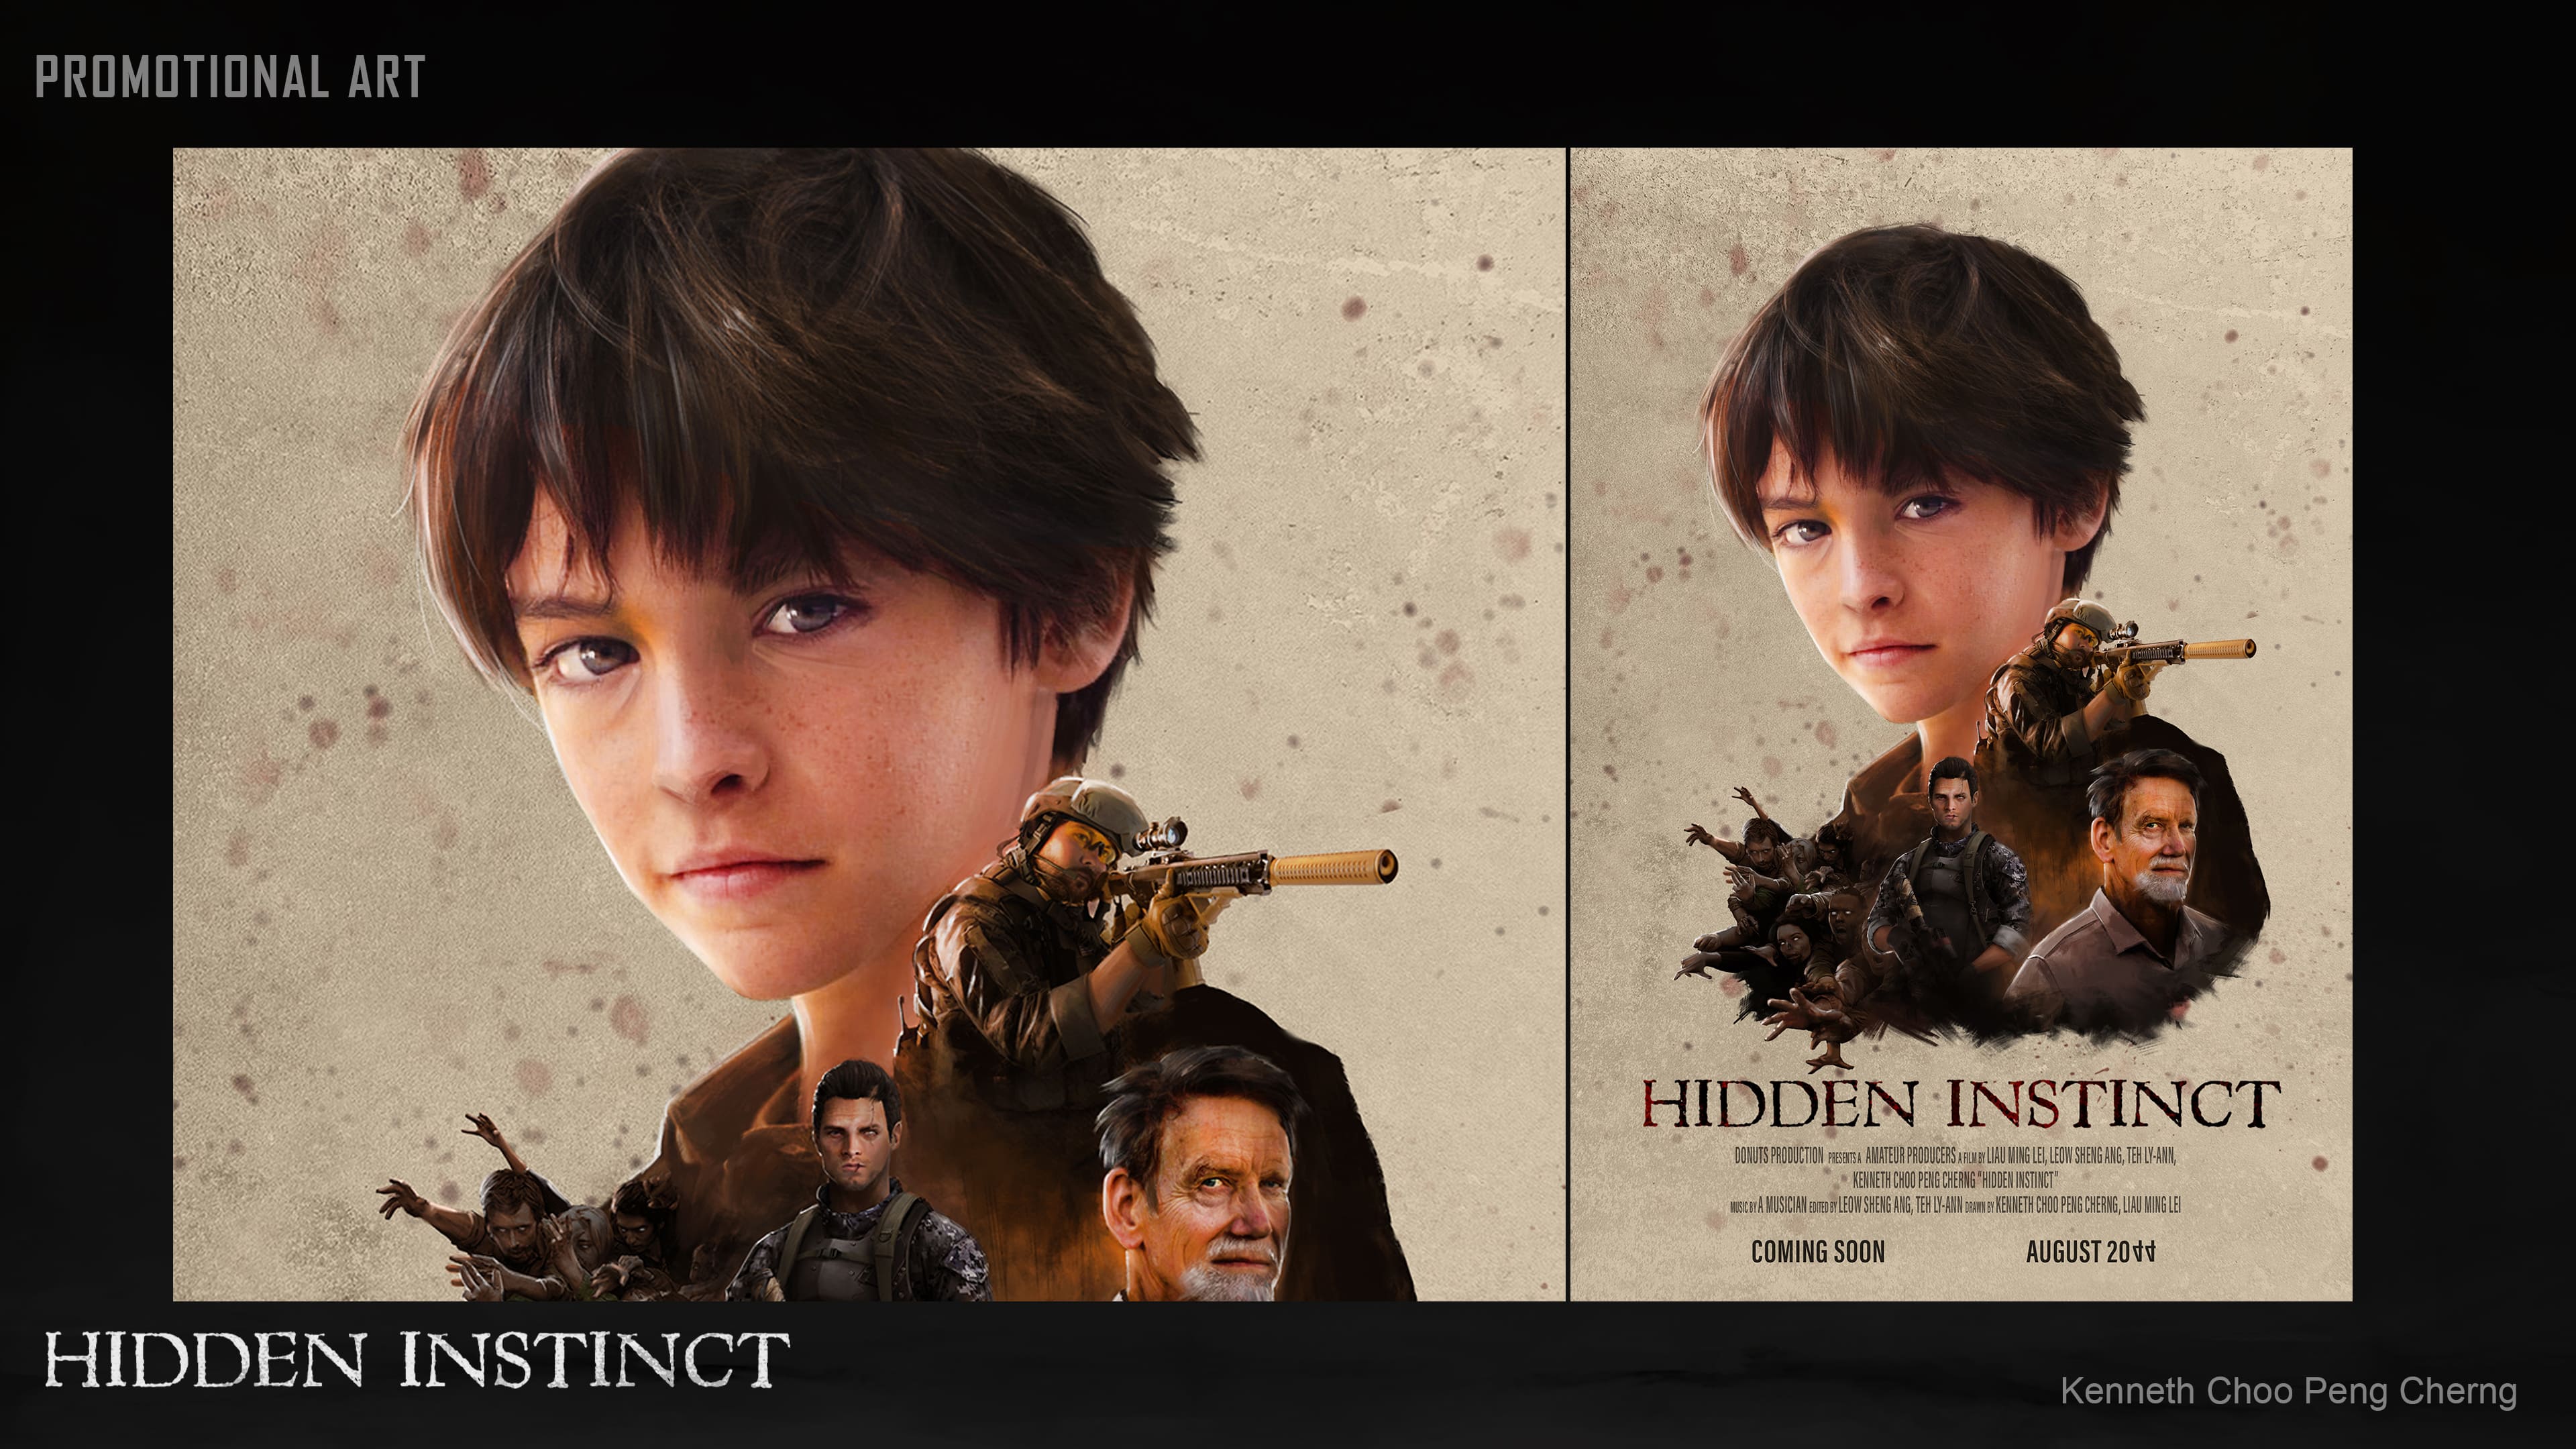 PROMOTIONAL ART
HIDDEN INSTINCT
DONUTS PRODUCTION PRESENTS A AMATEUR PRODUCERS A FILM BY LIAU MING LEI, LEOW SHENG ANG, TEH LY-ANN,
KENNETH CHOO PENG CHERNG "HIDDEN INSTINCT"
MUSIC BY A MUSICIAN EDITED BY LEOW SHENG ANG, TEH LY-ANN DRAWN BY KENNETH CHOO PENG CHERNG, LIAU MING LEI
COMING SOON AUGUST 2044
HIDDEN INSTINCT
Kenneth Choo Peng Cherng